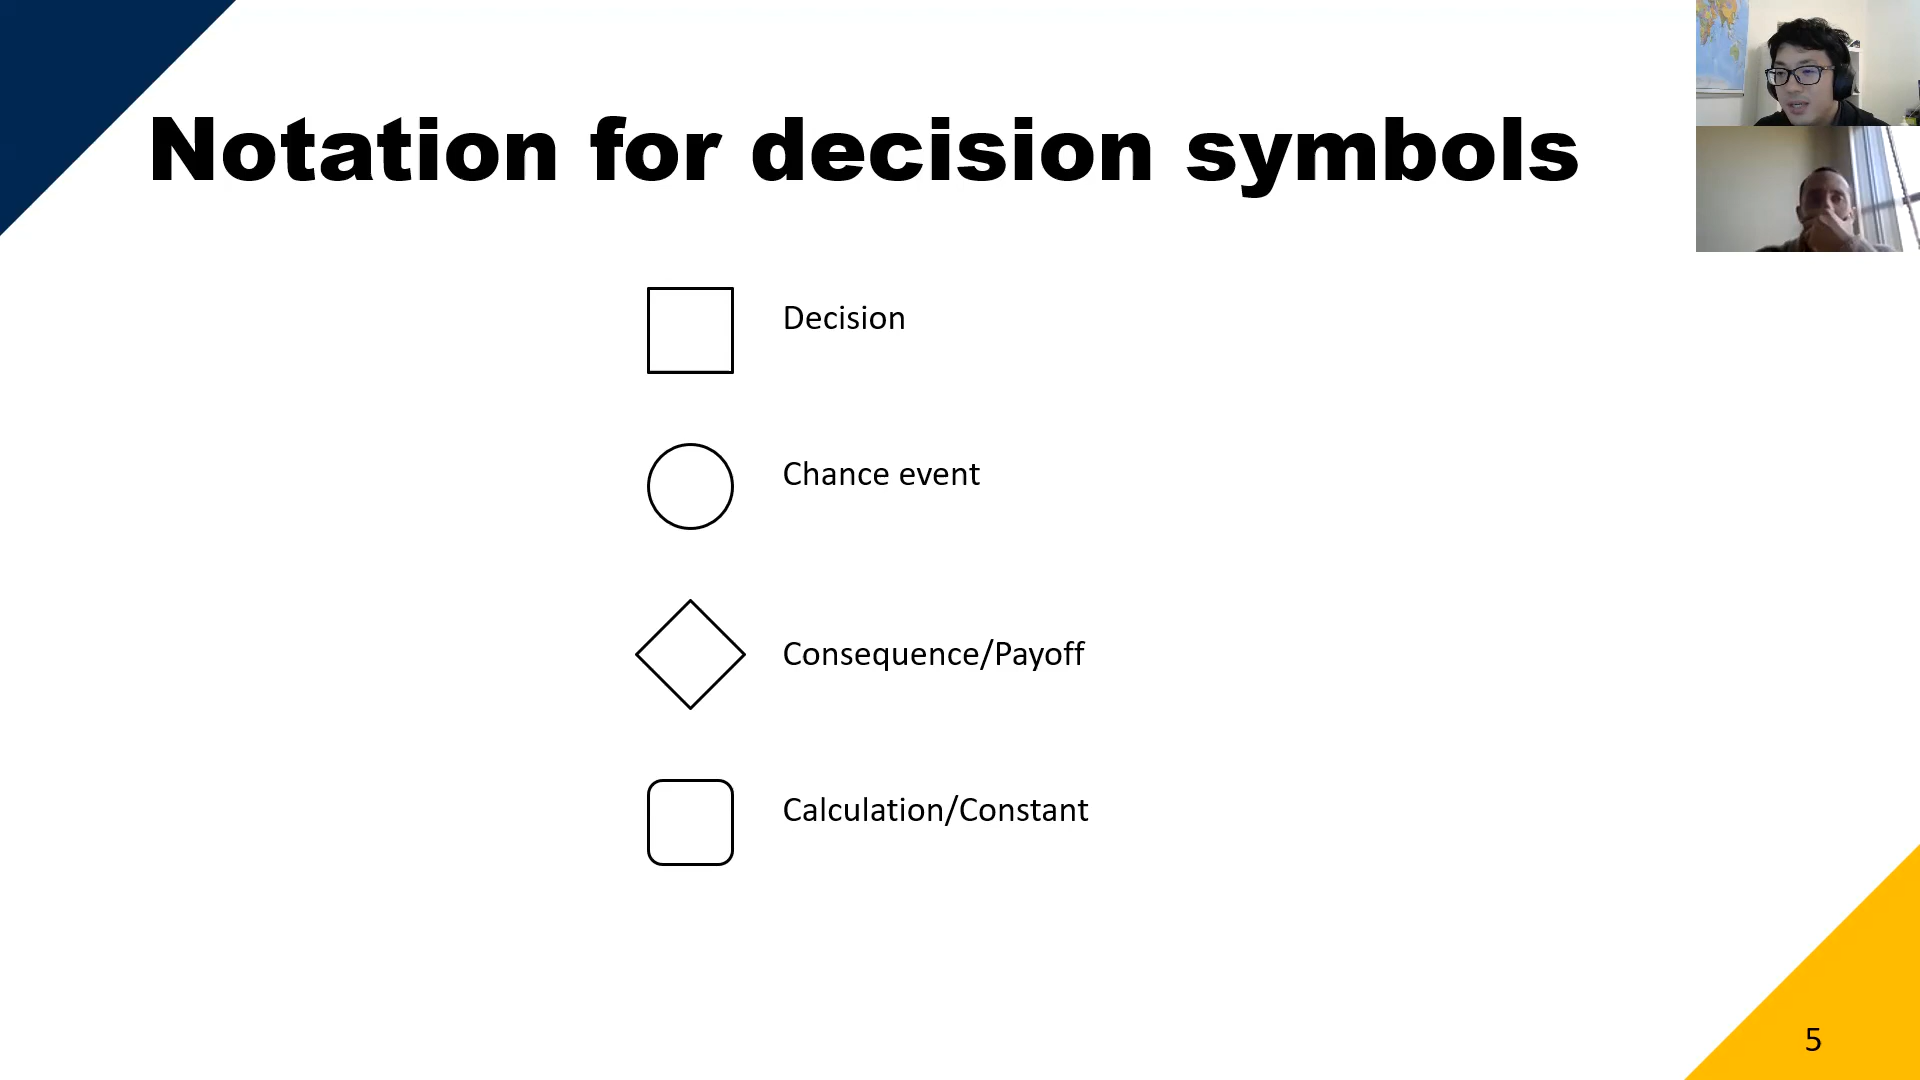 Notation for decision symbols
Decision
Chance event
Consequence/Payoff
Calculation/Constant
5